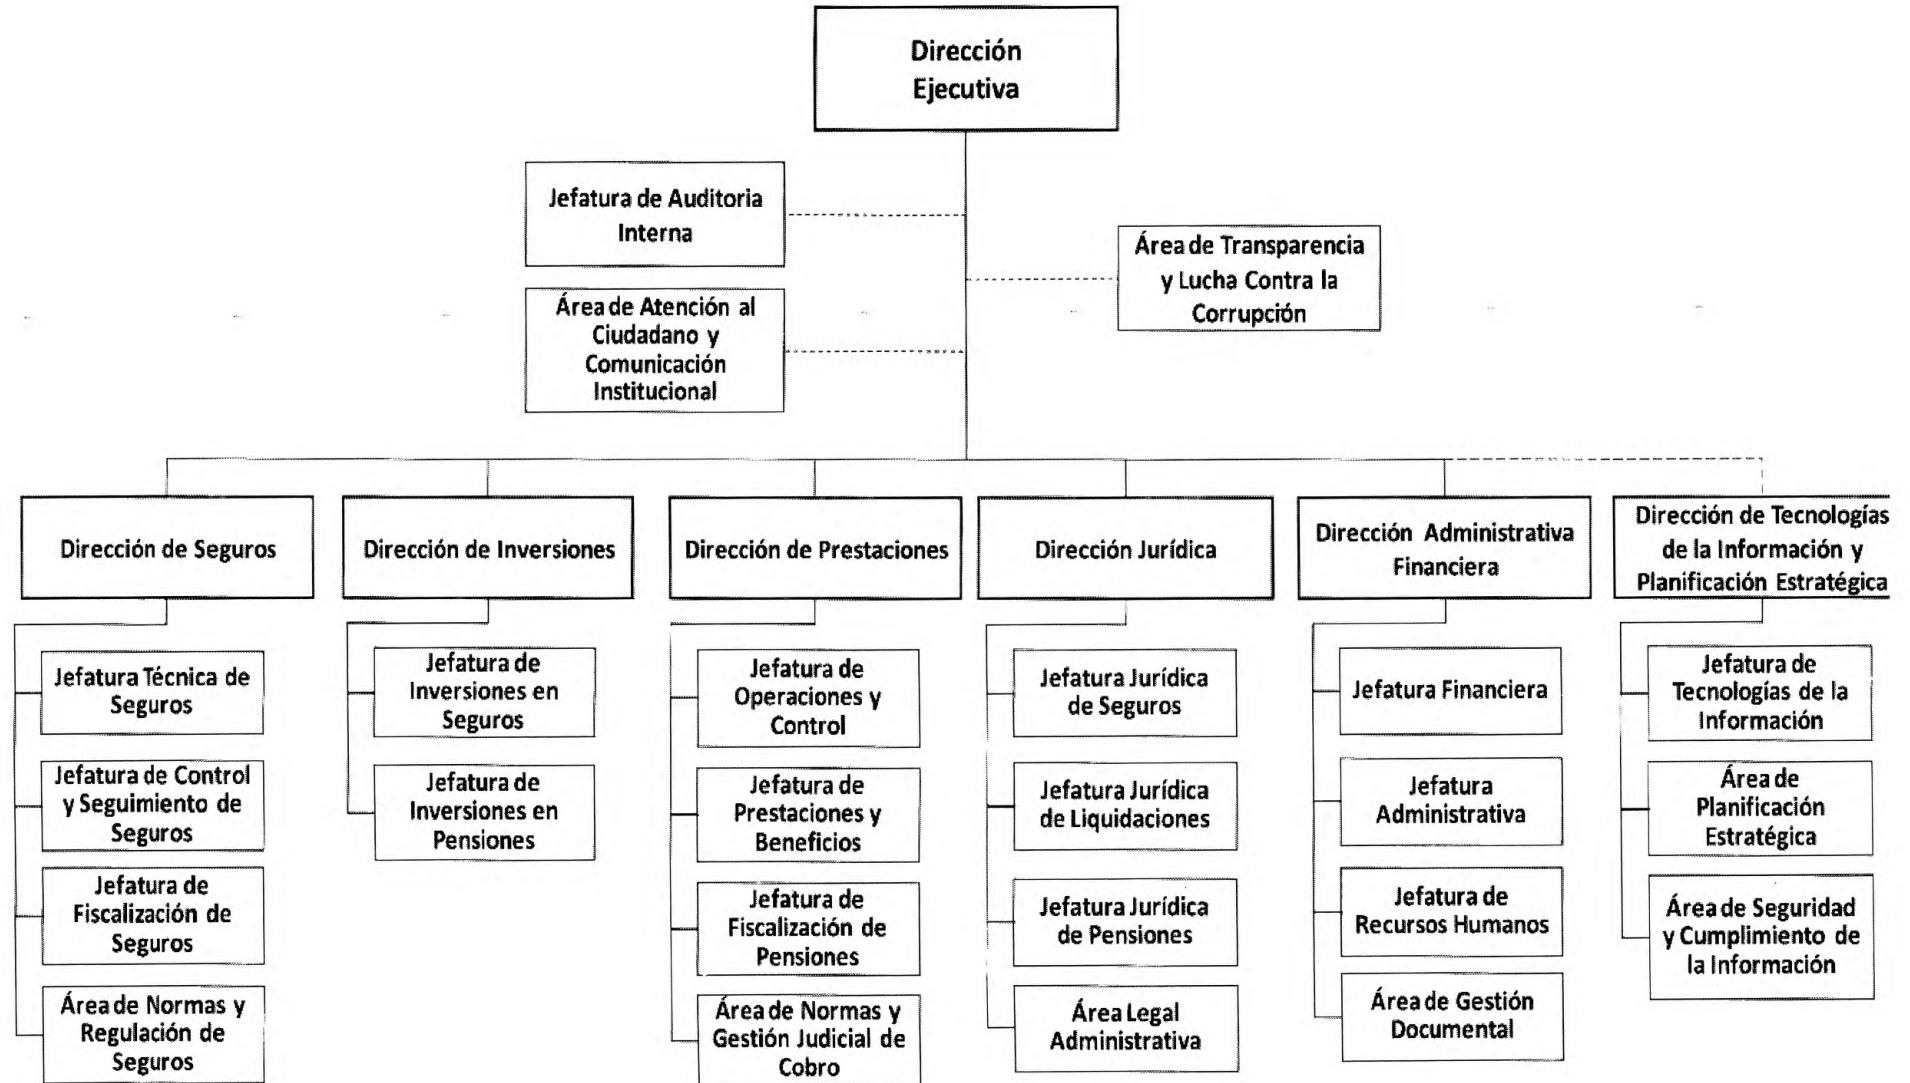 Dirección
Ejecutiva
Jefatura de Auditoria
Interna
Área de Transparencia
y Lucha Contra la
Corrupción
Área de Atención al
Ciudadano y
Comunicación
Institucional
Dirección de Seguros
Dirección de Inversiones
Dirección de Prestaciones
Dirección Jurídica
Dirección Administrativa
Financiera
Dirección de Tecnologías
de la Información y
Planificación Estratégica
Jefatura Técnica de
Seguros
Jefatura de Control
y Seguimiento de
Seguros
Jefatura de
Fiscalización de
Seguros
Área de Normas y
Regulación de
Seguros
Jefatura de
Inversiones en
Seguros
Jefatura de
Inversiones en
Pensiones
Jefatura de
Operaciones y
Control
Jefatura de
Prestaciones y
Beneficios
Jefatura de
Fiscalización de
Pensiones
Área de Normas y
Gestión Judicial de
Cobro
Jefatura Jurídica
de Seguros
Jefatura Jurídica
de Liquidaciones
Jefatura Jurídica
de Pensiones
Área Legal
Administrativa
Jefatura Financiera
Jefatura
Administrativa
Jefatura de
Recursos Humanos
Área de Gestión
Documental
Jefatura de
Tecnologías de la
Información
Área de
Planificación
Estratégica
Área de Seguridad
y Cumplimiento de
la Información